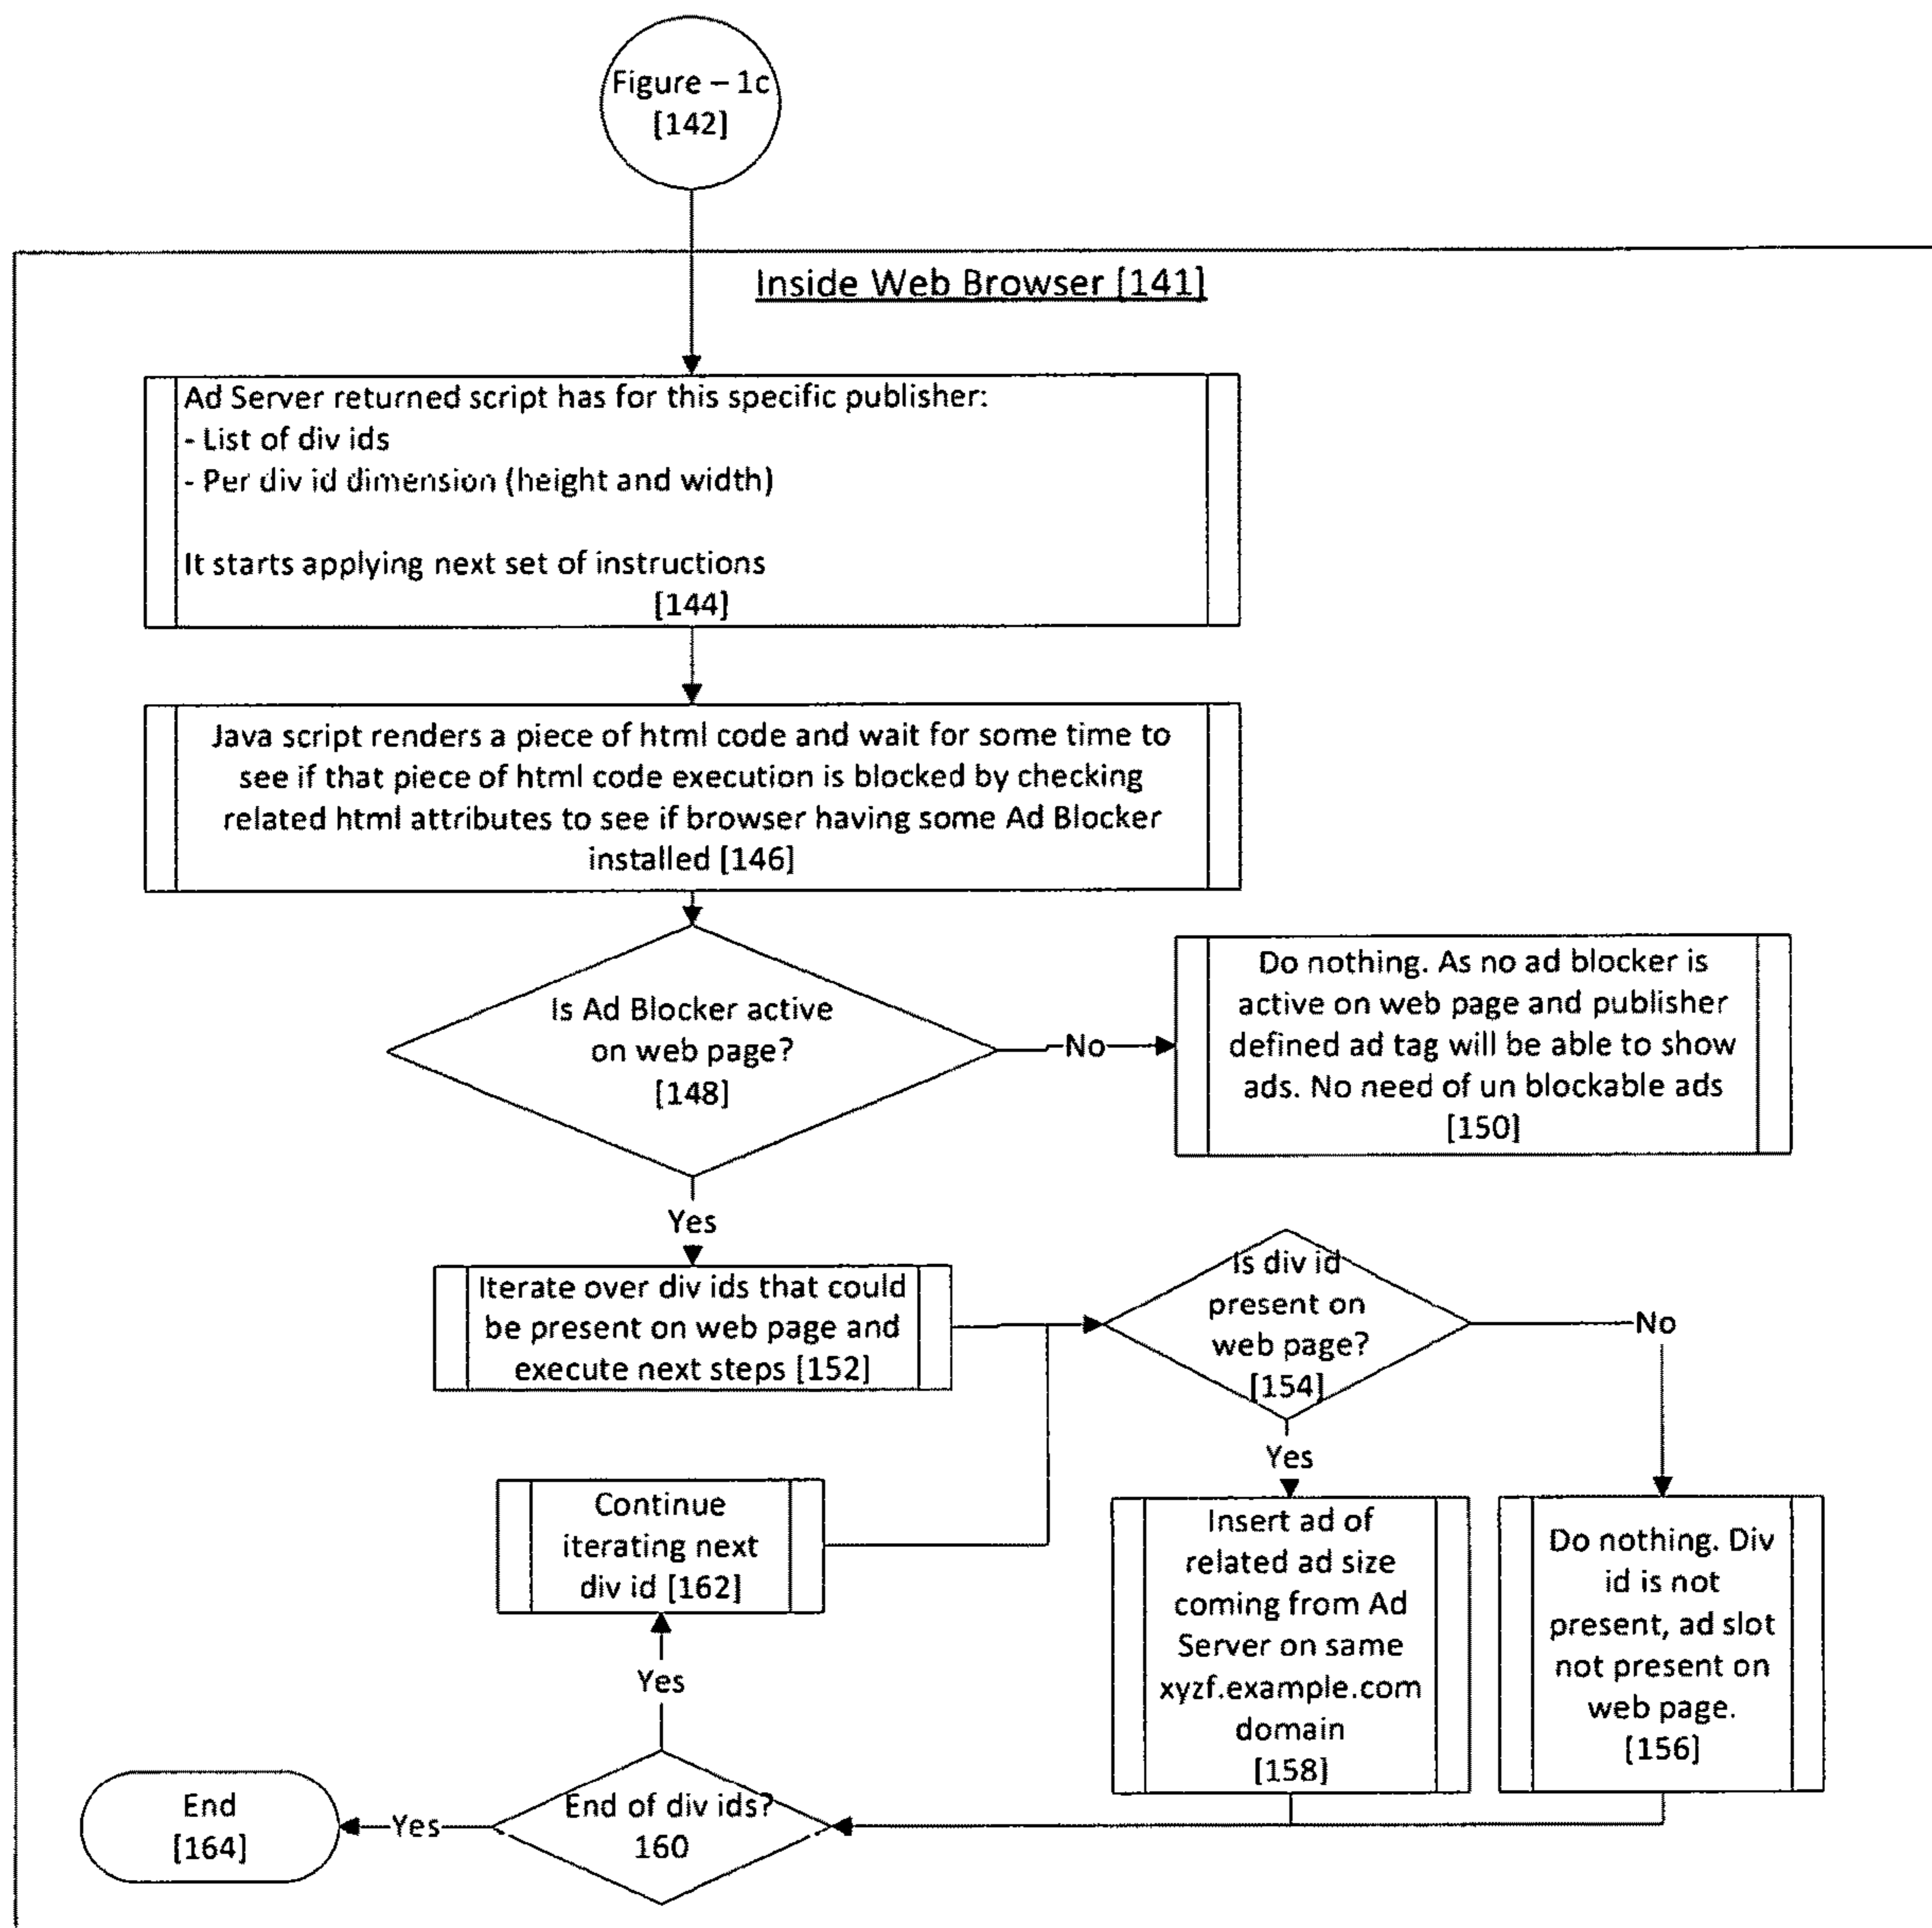 Figure – 1c
[142]
Inside Web Browser [141]
Ad Server returned script has for this specific publisher:
- List of div ids
- Per div id dimension (height and width)
It starts applying next set of instructions
[144]
Java script renders a piece of html code and wait for some time to
see if that piece of html code execution is blocked by checking
related html attributes to see if browser having some Ad Blocker
installed [146]
Is Ad Blocker active
on web page?
[148]
No
Do nothing. As no ad blocker is
active on web page and publisher
defined ad tag will be able to show
ads. No need of un blockable ads
[150]
Yes
Iterate over div ids that could
be present on web page and
execute next steps [152]
Is div id
present on
web page?
[154]
No
Yes
Continue
iterating next
div id [162]
Insert ad of
related ad size
coming from Ad
Server on same
xyzf.example.com
domain
[158]
Do nothing. Div
id is not
present, ad slot
not present on
web page.
[156]
Yes
End of div ids?
160
Yes
End
[164]